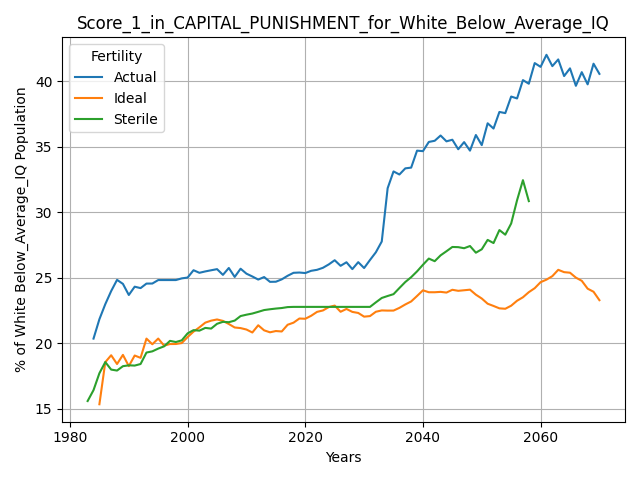 Score_1_in_CAPITAL_PUNISHMENT_for_White_Below_Average_IQ
Fertility
Actual
Ideal
Sterile
% of White Below_Average_IQ Population
40
35
30
25
20
15
1980
2000
2020
2040
2060
Years